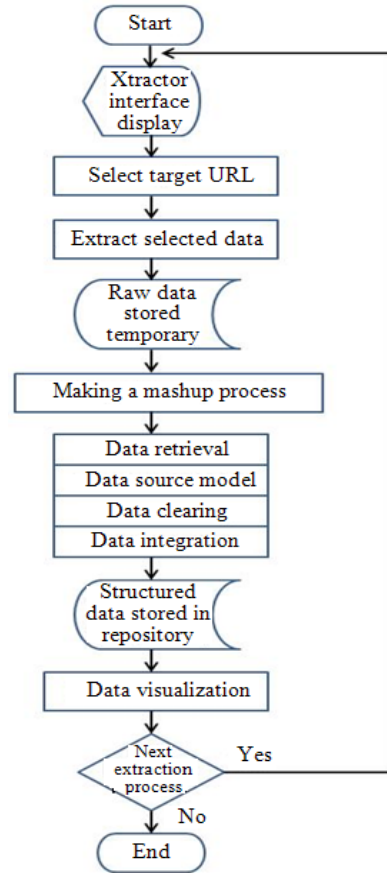 Start
Xtractor
interface
display
Select target URL
Extract selected data
Raw data
stored
temporary
Making a mashup process
Data retrieval
Data source model
Data clearing
Data integration
Structured
data stored in
repository
Data visualization
Next
extraction
process
Yes
No
End